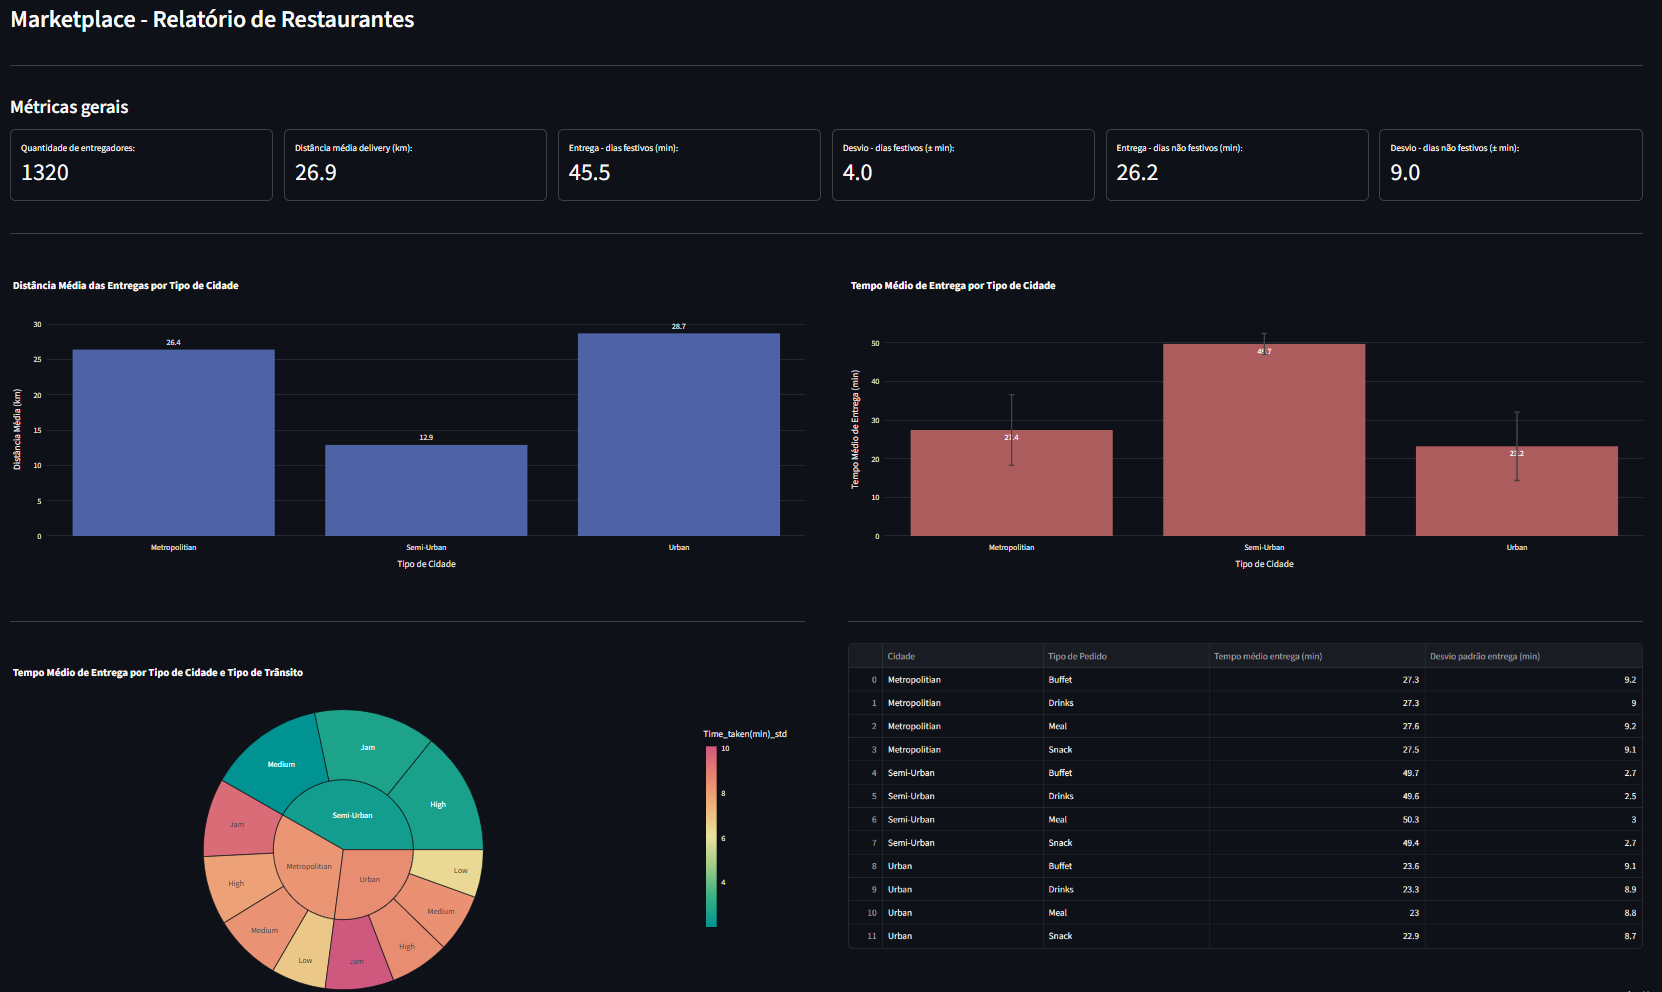 Marketplace - Relatório de Restaurantes
Métricas gerais
Quantidade de entregadores:
1320
Distância média delivery (km):
26.9
Entrega - dias festivos (min):
45.5
Desvio - dias festivos (± min):
4.0
Entrega - dias não festivos (min):
26.2
Desvio - dias não festivos (± min):
9.0
Distância Média das Entregas por Tipo de Cidade
Distância Média (km)
30
25
20
15
10
5
0
26.4
12.9
28.7
Metropolitian
Semi-Urban
Urban
Tipo de Cidade
Tempo Médio de Entrega por Tipo de Cidade
Tempo Médio de Entrega (min)
50
40
30
20
10
0
49.7
23.2
Metropolitian
Semi-Urban
Urban
Tipo de Cidade
Tempo Médio de Entrega por Tipo de Cidade e Tipo de Trânsito
Semi-Urban
Medium
Jam
High
Metropolitian
Jam
High
Medium
Low
Urban
Low
Medium
High
Jam
Time_taken(min)_std
10
8
6
4
Cidade Tipo de Pedido Tempo médio entrega (min) Desvio padrão entrega (min)
0 Metropolitian Buffet 27.3 9.2
1 Metropolitian Drinks 27.3 9
2 Metropolitian Meal 27.6 9.2
3 Metropolitian Snack 27.5 9.1
4 Semi-Urban Buffet 49.7 2.7
5 Semi-Urban Drinks 49.6 2.5
6 Semi-Urban Meal 50.3 3
7 Semi-Urban Snack 49.4 2.7
8 Urban Buffet 23.6 9.1
9 Urban Drinks 23.3 8.9
10 Urban Meal 23 8.8
11 Urban Snack 22.9 8.7